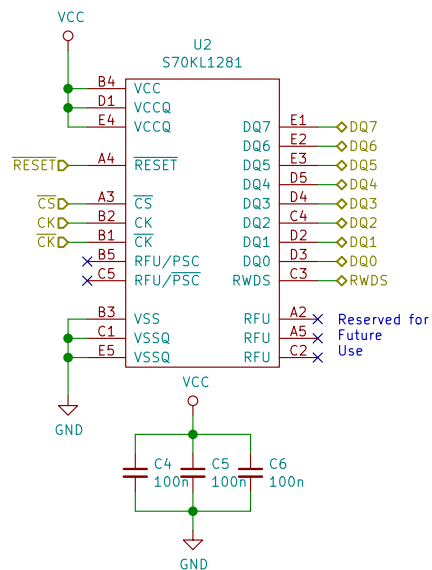 VCC
U2
S70KL1281
B4 VCC
D1 VCCQ
E4 VCCQ
DQ7 E1 DQ7
DQ6 E2 DQ6
RESET A4 RESET
DQ5 E3 DQ5
DQ4 D5 DQ4
CS A3 CS
DQ3 D4 DQ3
CK B2 CK
DQ2 C4 DQ2
CK B1 CK
DQ1 D2 DQ1
B5 RFU/PSC
DQ0 D3 DQ0
C5 RFU/PSC
RWDS C3 RWDS
B3 VSS
RFU A2
C1 VSSQ
RFU A5
E5 VSSQ
RFU C2
Reserved for
Future
Use
GND
VCC
C4
100n
C5
100n
C6
100n
GND